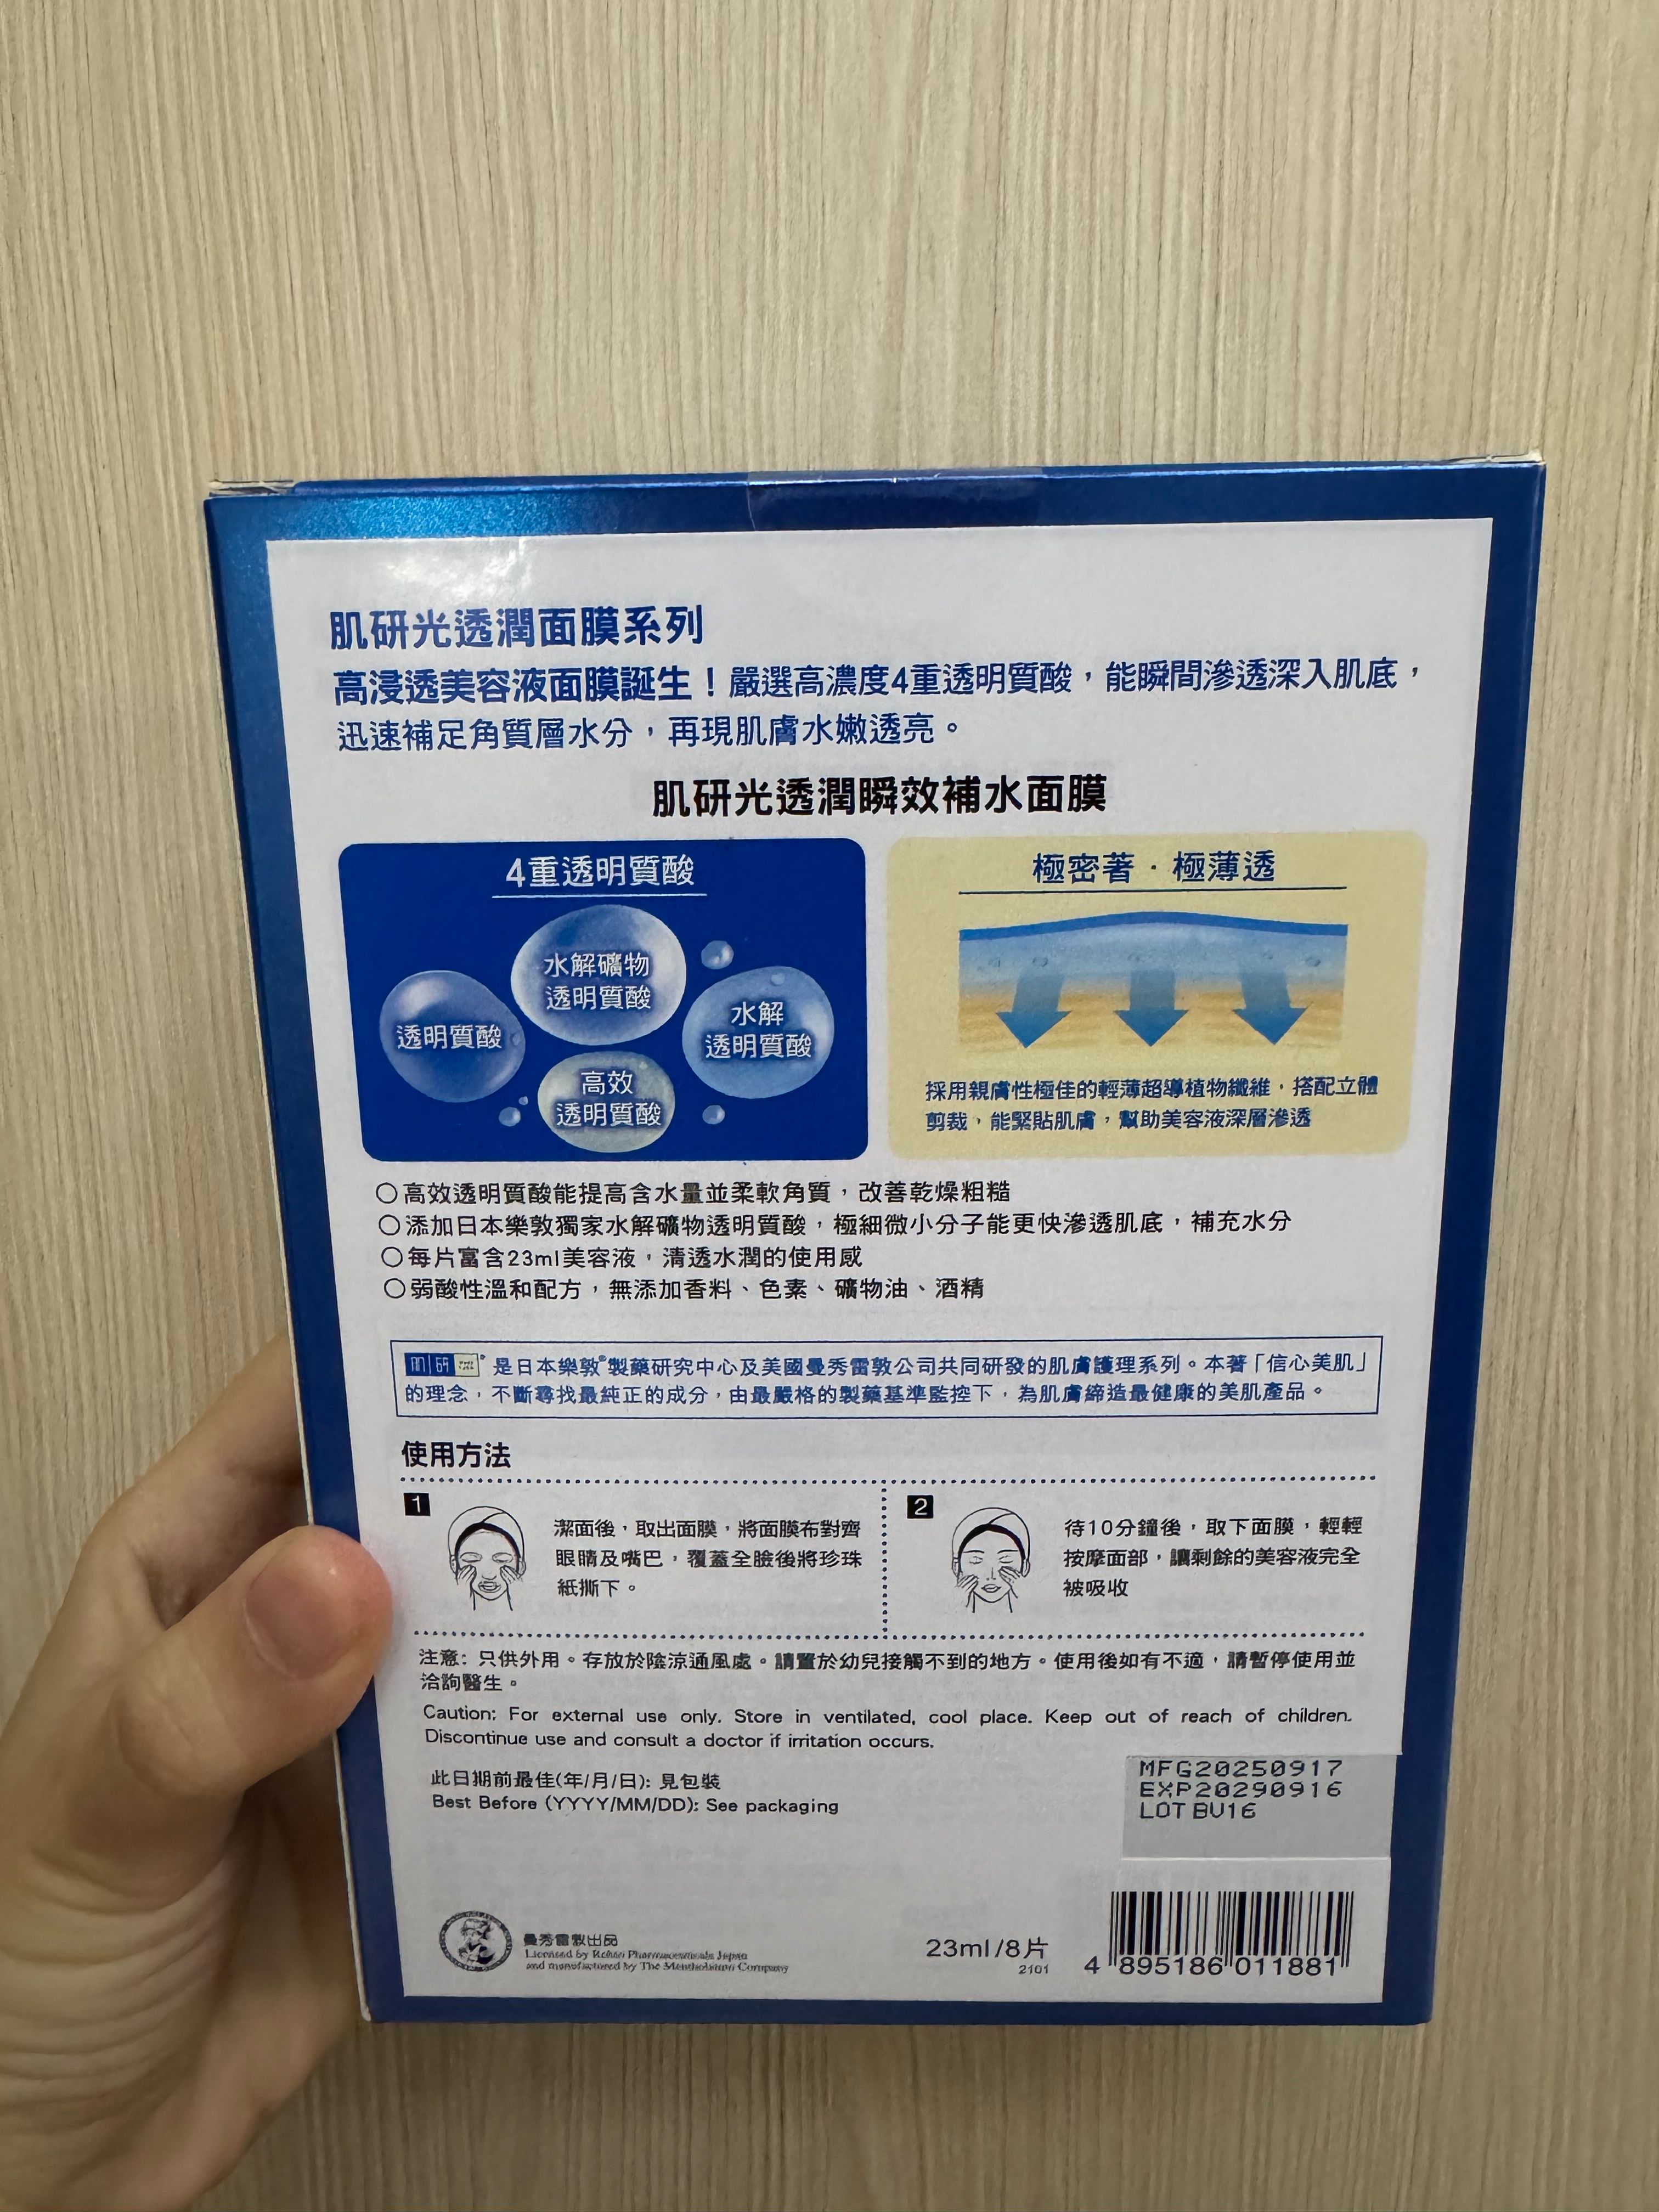 肌研光透潤面膜系列
高浸透美容液面膜誕生！嚴選高濃度4重透明質酸，能瞬間滲透深入肌底，
迅速補足角質層水分，再現肌膚水嫩透亮。
肌研光透潤瞬效補水面膜
4重透明質酸
水解礦物
透明質酸
透明質酸
水解
透明質酸
高效
透明質酸
極密著・極薄透
採用親膚性極佳的輕薄超導植物纖維，搭配立體
剪裁，能緊貼肌膚，幫助美容液深層滲透
○高效透明質酸能提高含水量並柔軟角質，改善乾燥粗糙
○添加日本樂敦獨家水解礦物透明質酸，極細微小分子能更快滲透肌底，補充水分
○每片富含23ml美容液，清透水潤的使用感
○弱酸性溫和配方，無添加香料、色素、礦物油、酒精
肌研 是日本樂敦®製藥研究中心及美國曼秀雷敦公司共同研發的肌膚護理系列。本著「信心美肌」
的理念，不斷尋找最純正的成分，由最嚴格的製藥基準監控下，為肌膚締造最健康的美肌產品。
使用方法
1
潔面後，取出面膜，將面膜布對齊
眼睛及嘴巴，覆蓋全臉後將珍珠
紙撕下。
2
待10分鐘後，取下面膜，輕輕
按摩面部，讓剩餘的美容液完全
被吸收
注意: 只供外用。存放於陰涼通風處。請置於幼兒接觸不到的地方。使用後如有不適，請暫停使用並
洽詢醫生。
Caution: For external use only. Store in ventilated, cool place. Keep out of reach of children.
Discontinue use and consult a doctor if irritation occurs.
此日期前最佳(年/月/日): 見包裝
Best Before (YYYY/MM/DD): See packaging
MFG20250917
EXP20290916
LOT BV16
曼秀雷敦出品
Licensed by Rohto Pharmaceuticals Japan
and manufactured by The Mentholatum Company
23ml/8片
2101
4 895186 011881